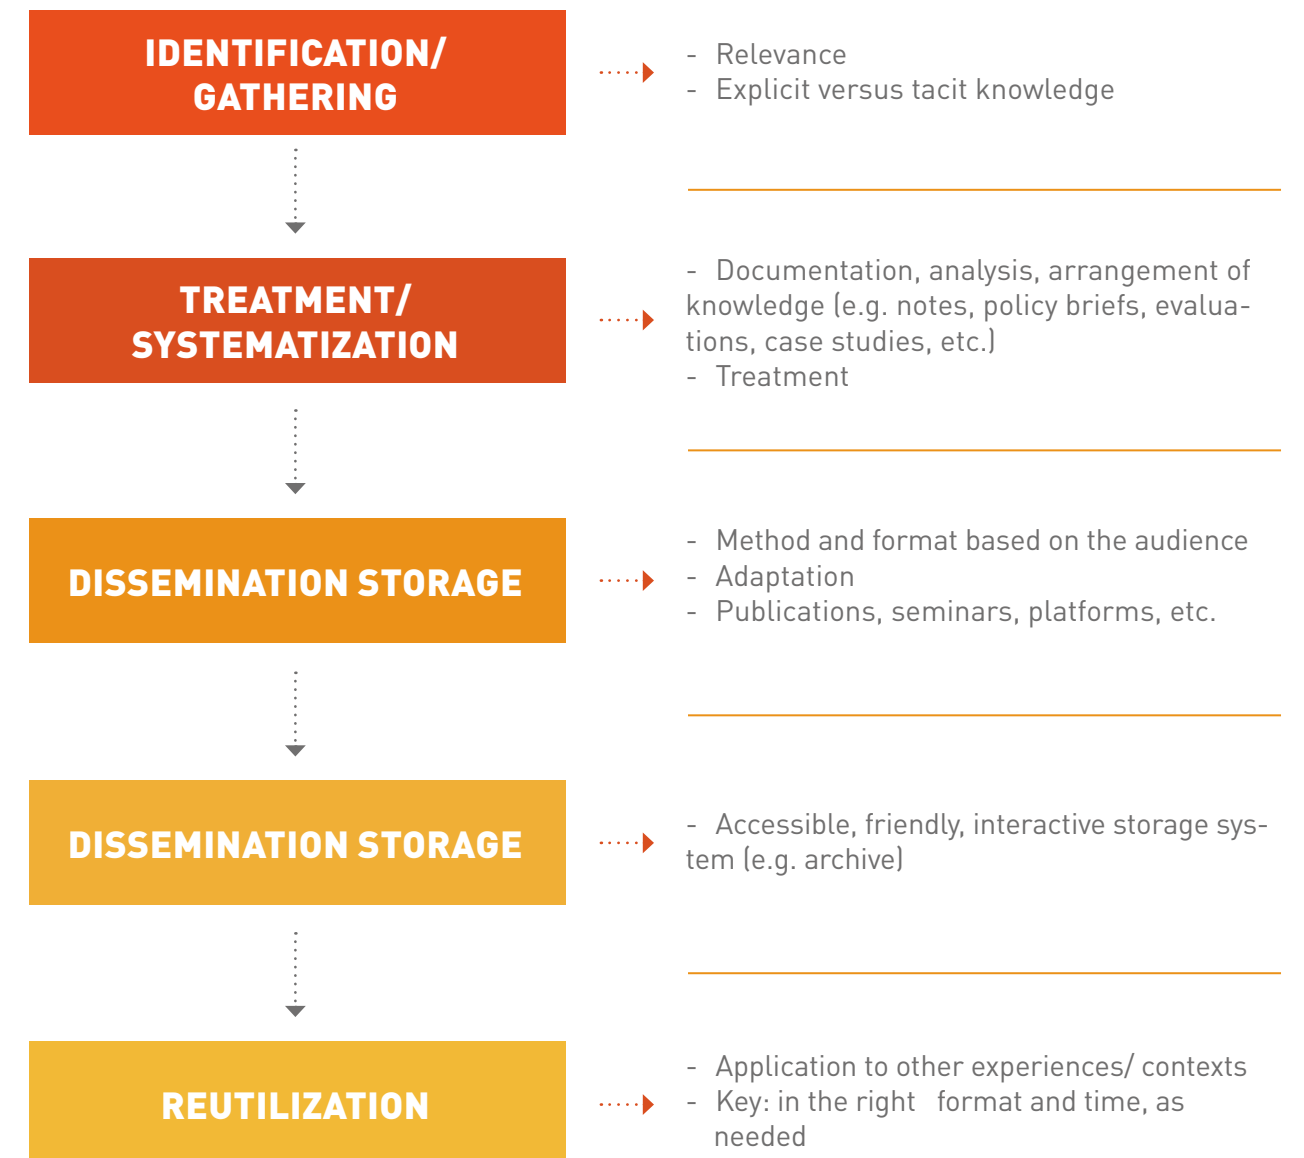 IDENTIFICATION/
GATHERING
- Relevance
- Explicit versus tacit knowledge
TREATMENT/
SYSTEMATIZATION
- Documentation, analysis, arrangement of
knowledge (e.g. notes, policy briefs, evalua-
tions, case studies, etc.)
- Treatment
DISSEMINATION STORAGE
- Method and format based on the audience
- Adaptation
- Publications, seminars, platforms, etc.
DISSEMINATION STORAGE
- Accessible, friendly, interactive storage sys-
tem (e.g. archive)
REUTILIZATION
- Application to other experiences/ contexts
- Key: in the right format and time, as
needed